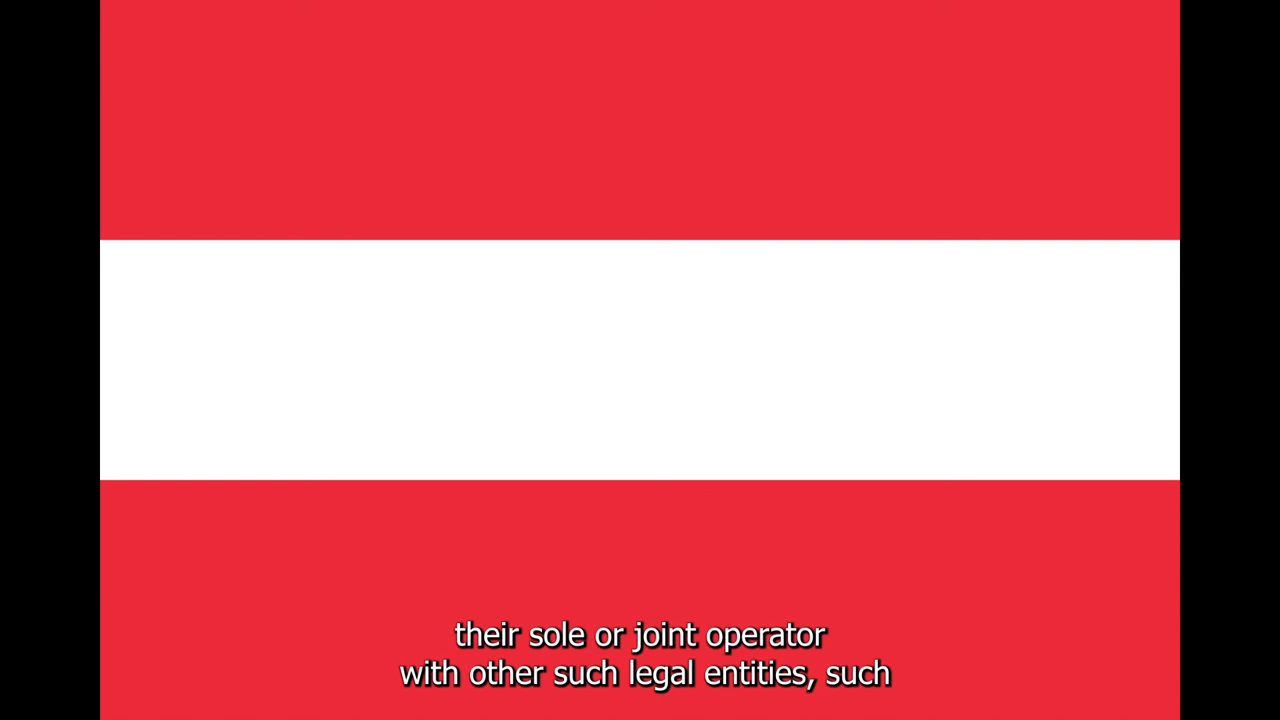 their sole or joint operator
with other such legal entities, such